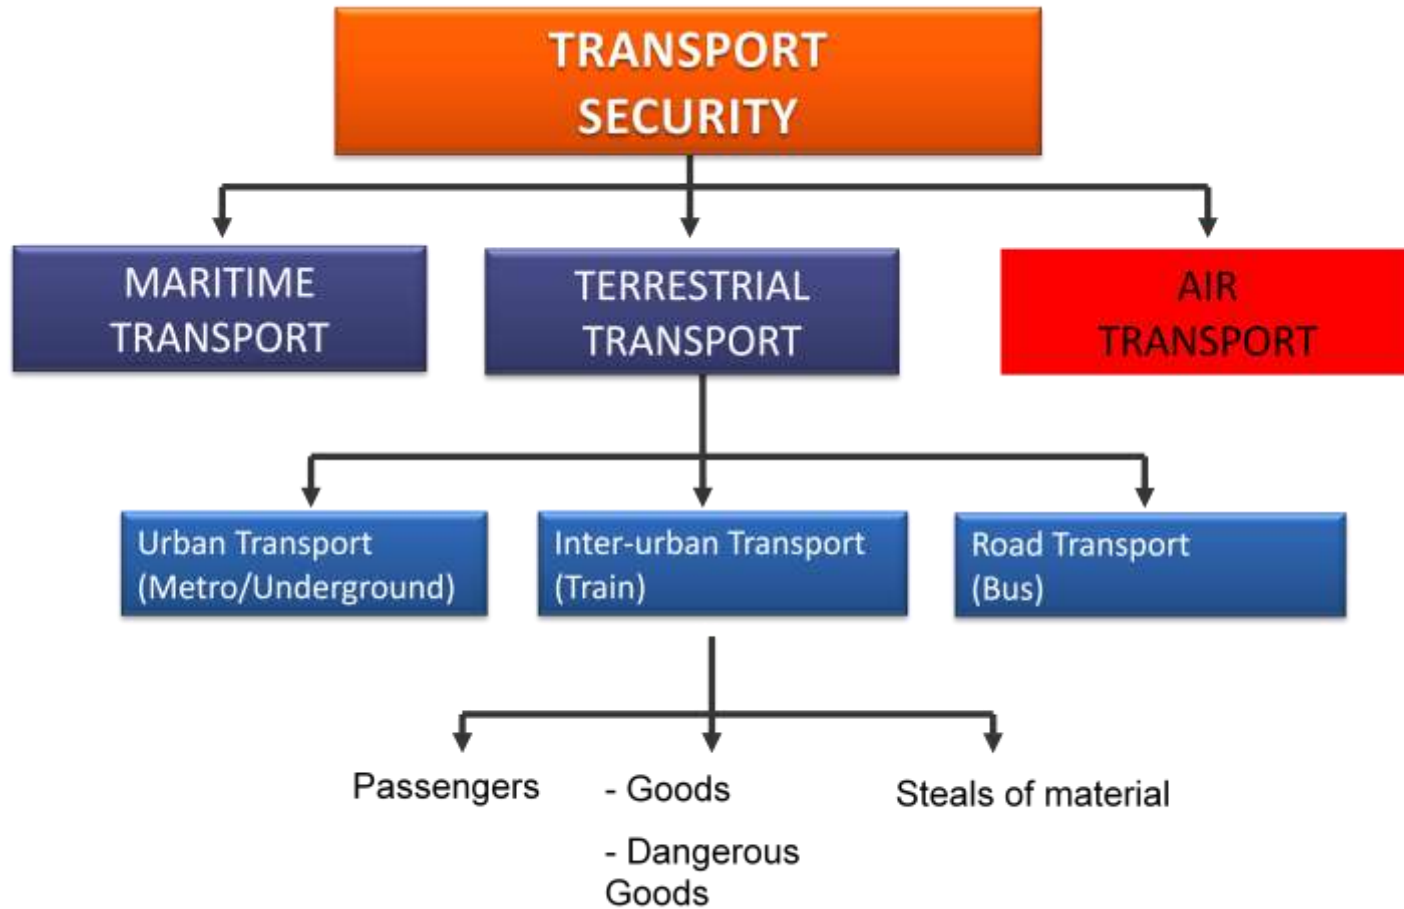 TRANSPORT
SECURITY
MARITIME
TRANSPORT
TERRESTRIAL
TRANSPORT
AIR
TRANSPORT
Urban Transport
(Metro/Underground)
Inter-urban Transport
(Train)
Road Transport
(Bus)
Passengers
- Goods
- Dangerous
Goods
Steals of material